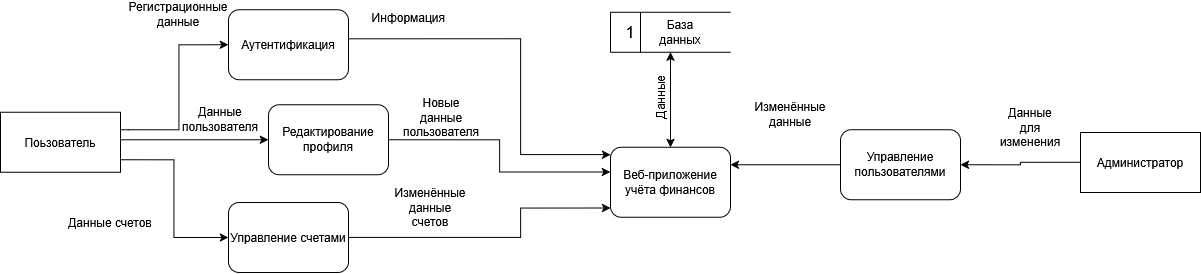 Регистрационные
данные
Аутентификация
Информация
1
База
данных
Данные
Данные
пользователя
Поьзователь
Редактирование
профиля
Новые
данные
пользователя
Изменённые
данные
Данные
для
изменения
Управление
пользователями
Администратор
Веб-приложение
учёта финансов
Данные счетов
Управление счетами
Изменённые
данные
счетов